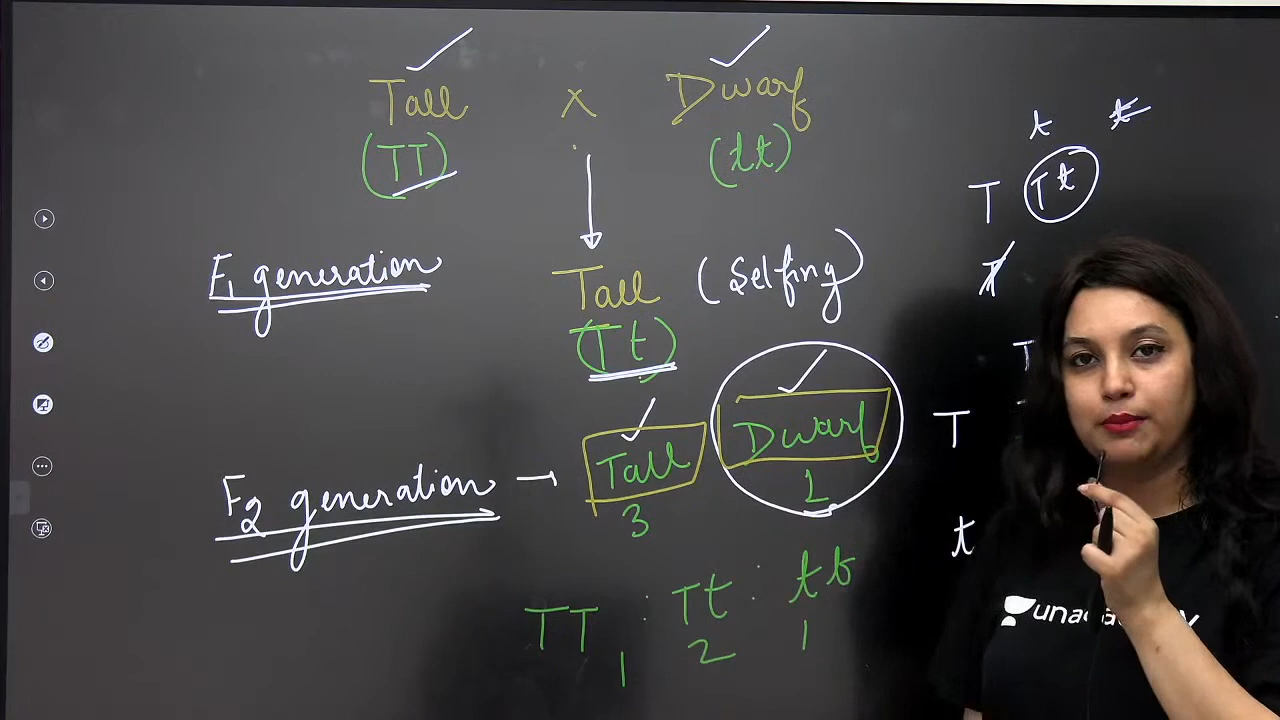 Tall x Dwarf
(TT) (tt)
t t
T Tt
T
F1 generation
Tall (Selfing)
(Tt)
T
T
F2 generation → Tall Dwarf
3 1
t
TT : Tt : tt
1 2 1